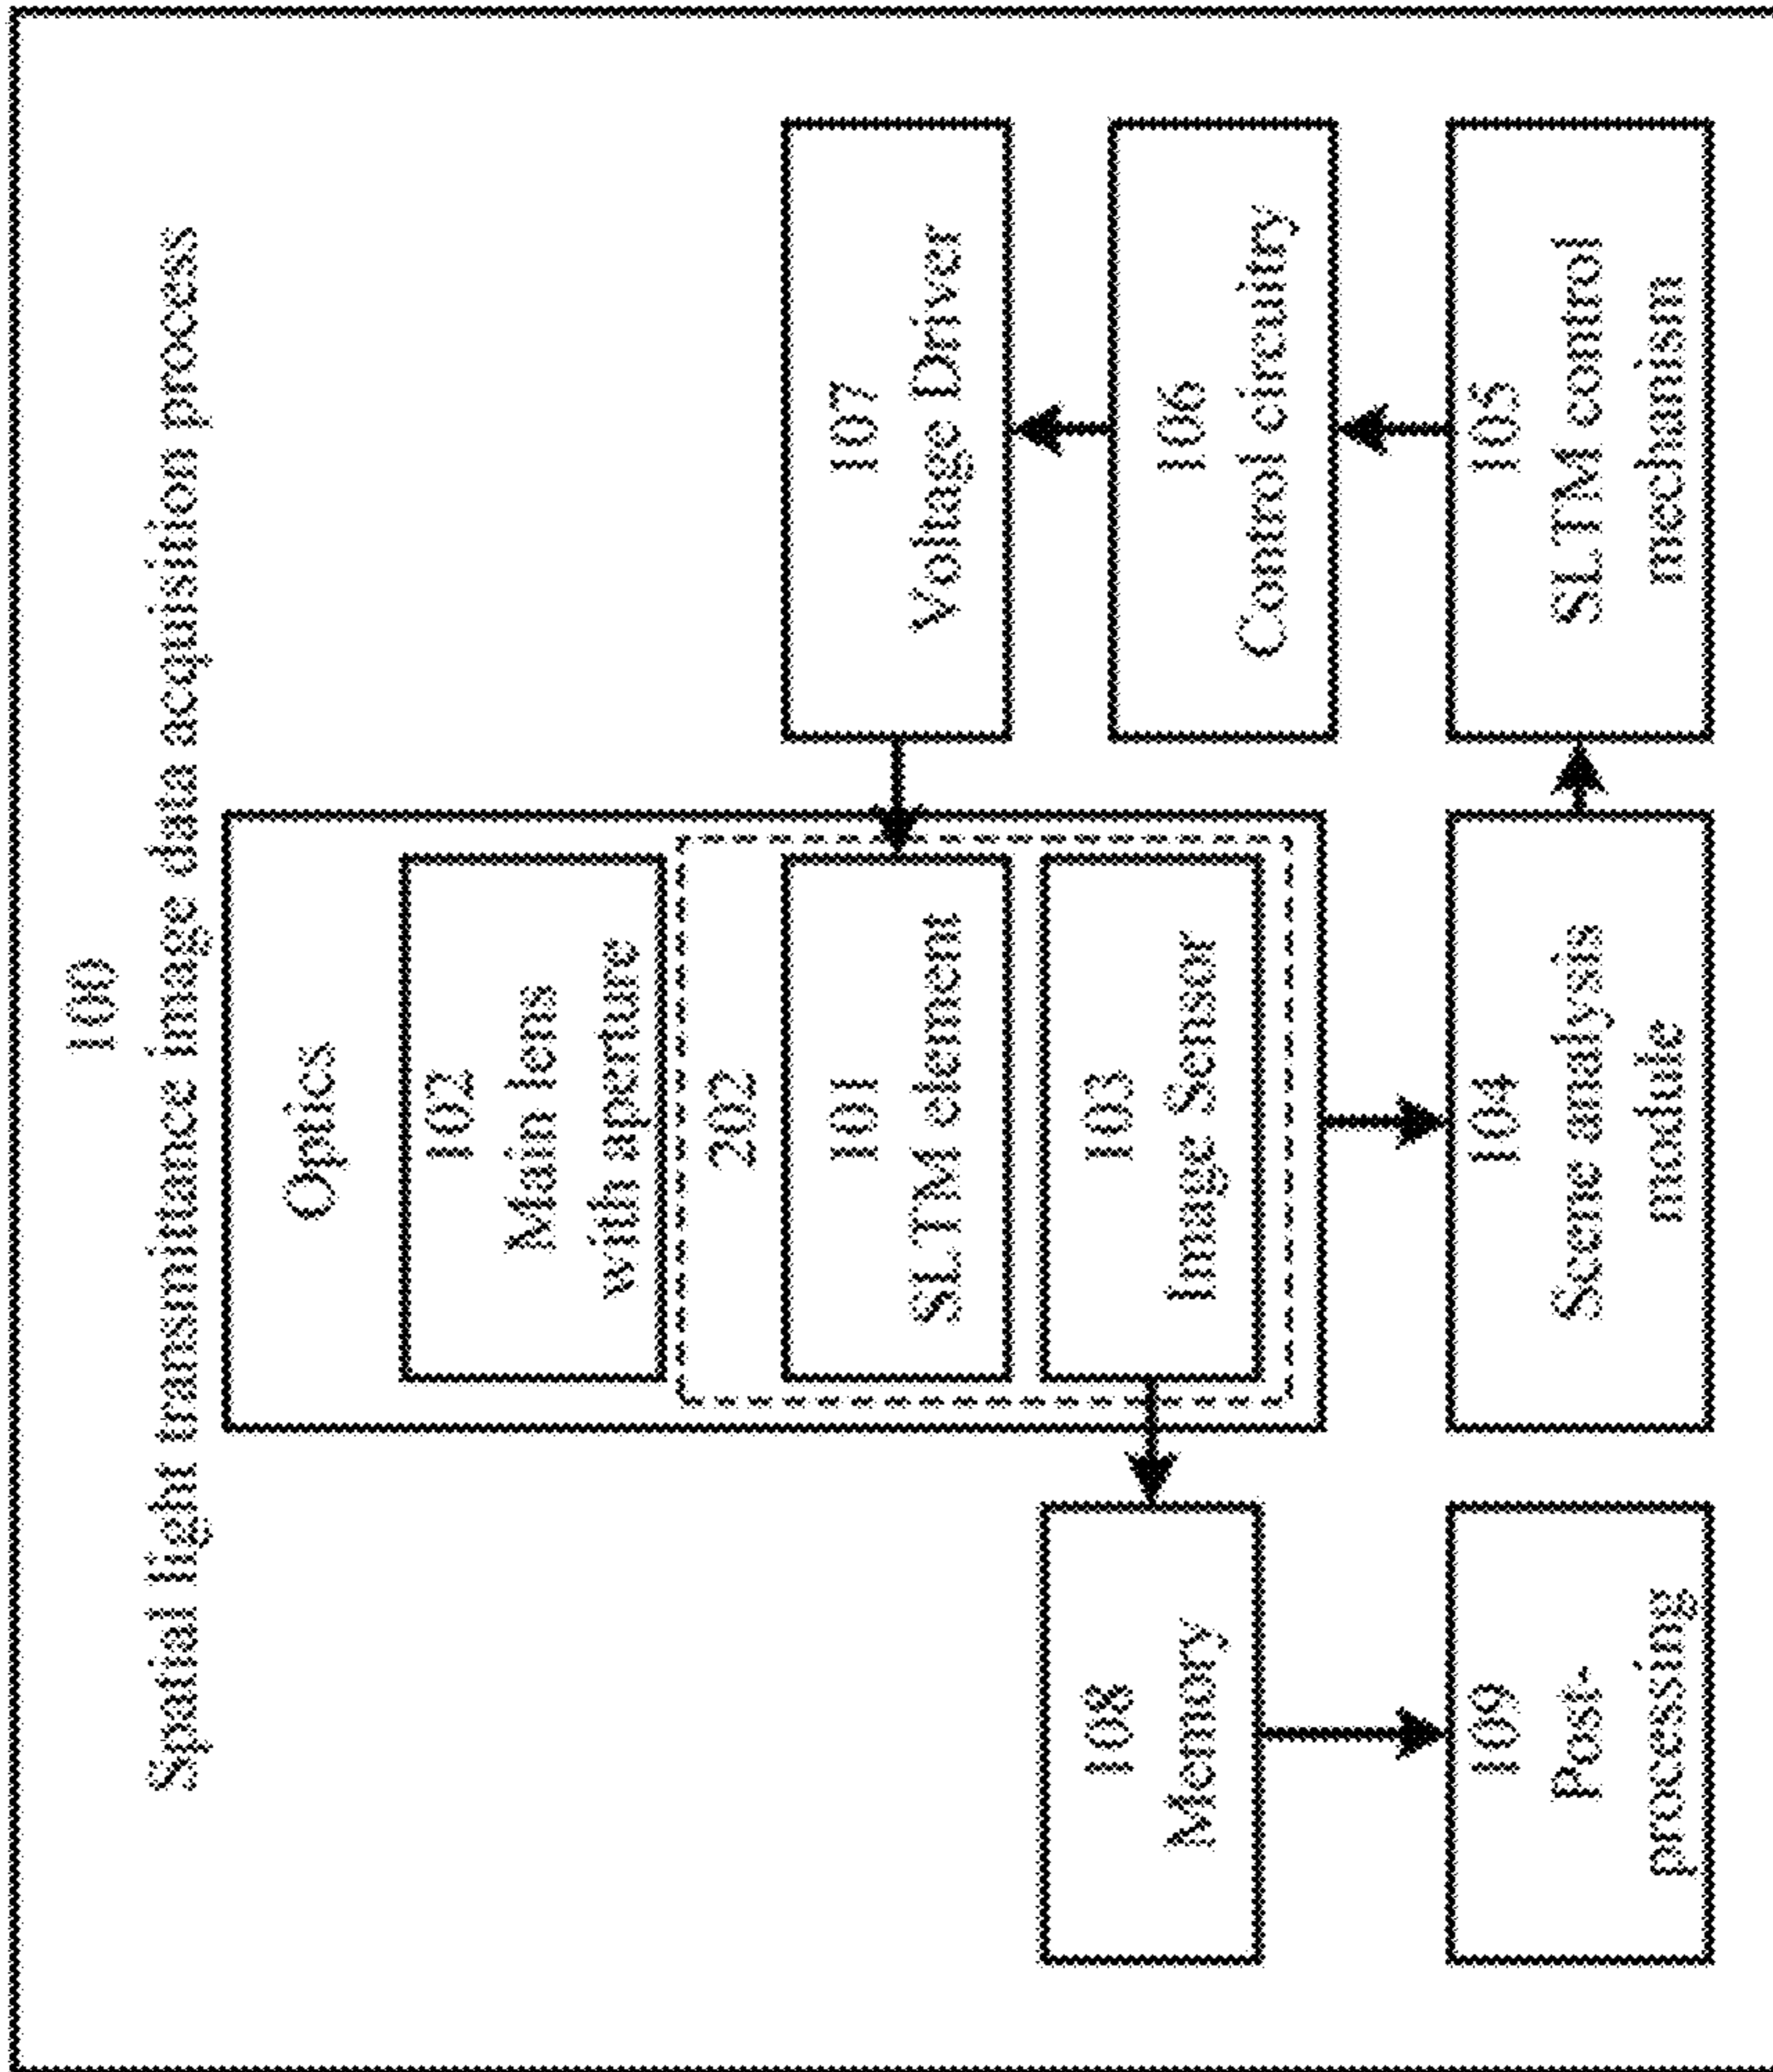 100
Spatial light transmittance image data acquisition process
Optics
102
Main lens
with aperture
202
101
SLTM element
103
Image Sensor
107
Voltage Driver
106
Control circuitry
105
SLTM control
mechanism
104
Scene analysis
module
108
Memory
109
Post-
processing